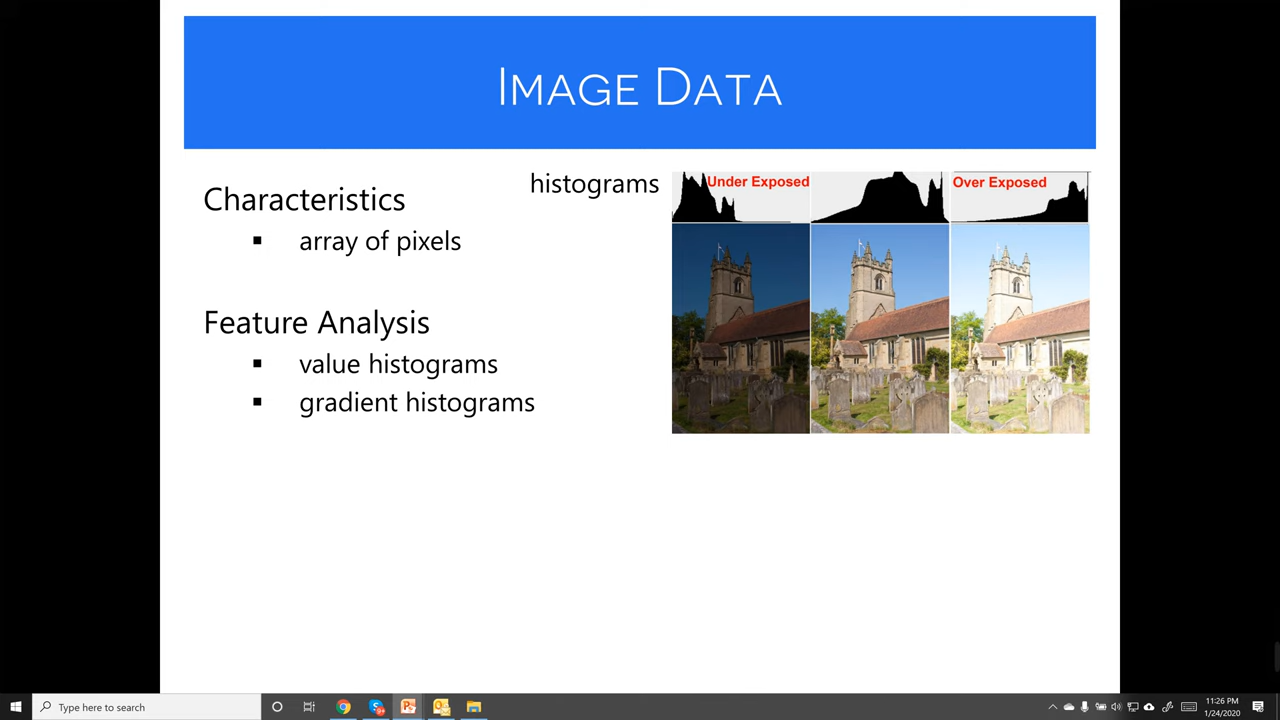 IMAGE DATA
Characteristics
▪ array of pixels
Feature Analysis
▪ value histograms
▪ gradient histograms
histograms
Under Exposed
Over Exposed
Type here to search
11:26 PM
1/24/2020